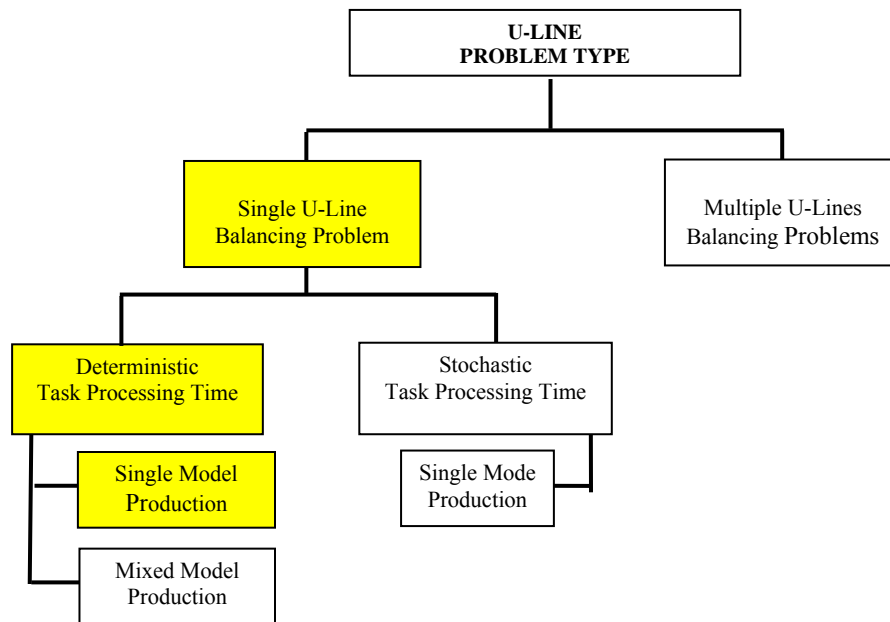 U-LINE
PROBLEM TYPE
Single U-Line
Balancing Problem
Multiple U-Lines
Balancing Problems
Deterministic
Task Processing Time
Stochastic
Task Processing Time
Single Model
Production
Single Mode
Production
Mixed Model
Production